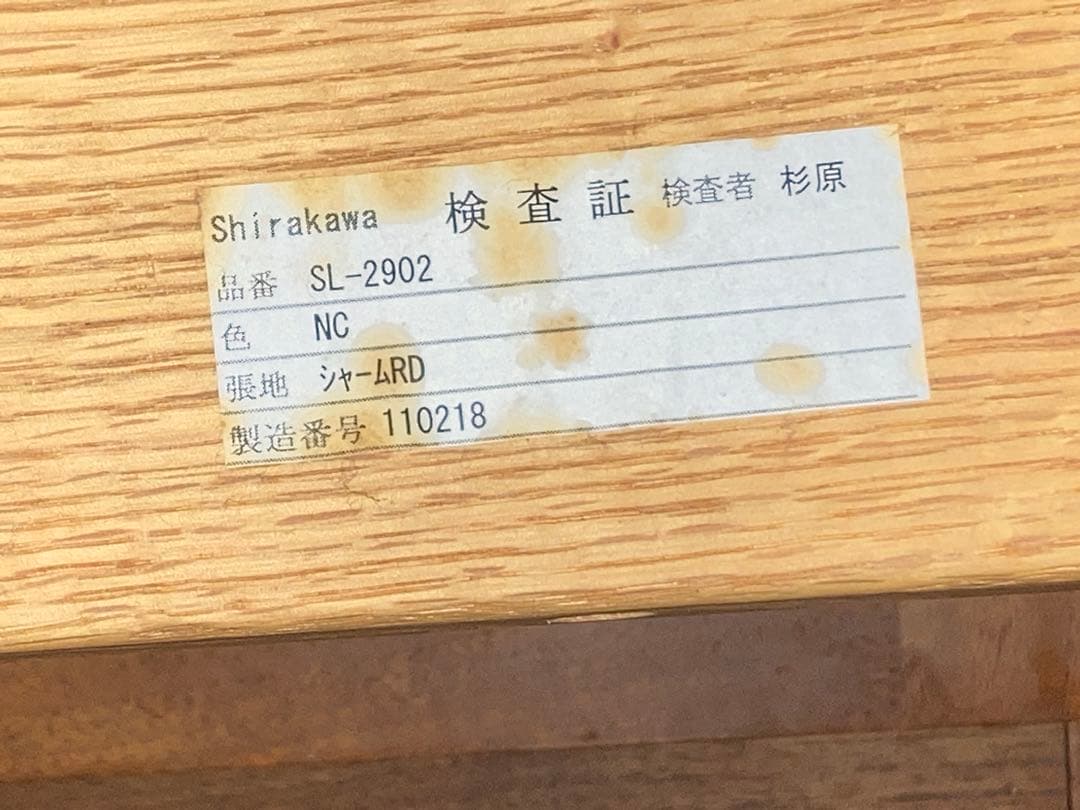 Shirakawa 検査証 検査者 杉原
品番 SL-2902
色 NC
張地 ｼｬｰﾑRD
製造番号 110218